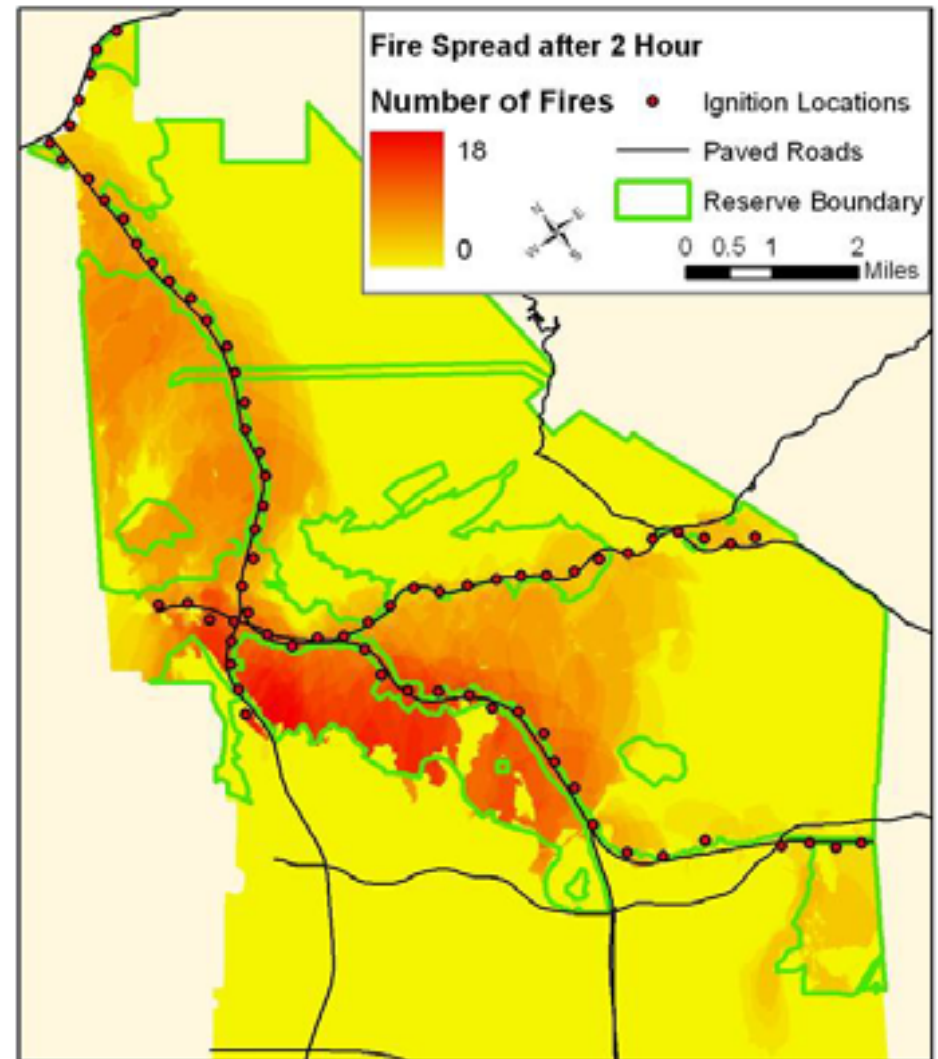 Fire Spread after 2 Hour
Number of Fires
18
0
Ignition Locations
Paved Roads
Reserve Boundary
N
E
W
S
0 0.5 1 2
Miles